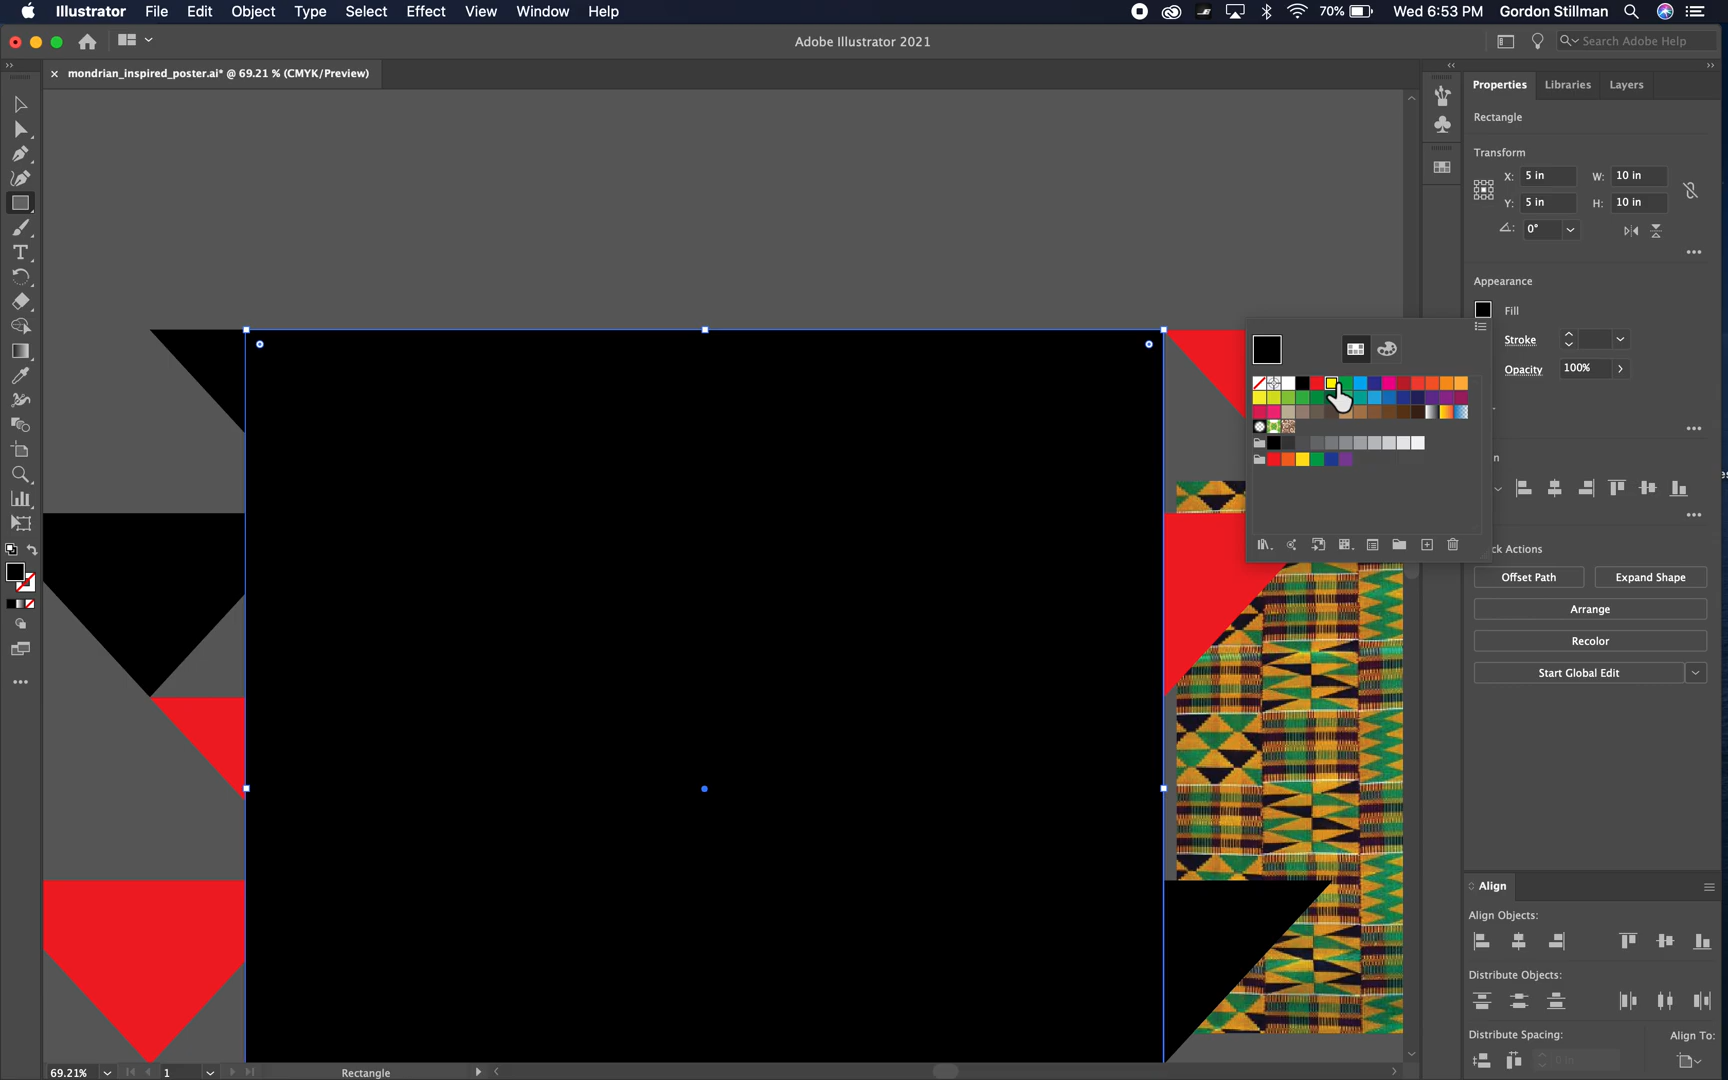 Illustrator File Edit Object Type Select Effect View Window Help 70% Wed 6:53 PM Gordon Stillman
Adobe Illustrator 2021 Search Adobe Help
mondrian_inspired_poster.ai* @ 69.21 % (CMYK/Preview)
Properties Libraries Layers
Rectangle
Transform
X: 5 in W: 10 in
Y: 5 in H: 10 in
0°
Appearance
Fill
Stroke
Opacity 100%
n
ck Actions
Offset Path Expand Shape
Arrange
Recolor
Start Global Edit
Align
Align Objects:
Distribute Objects:
Distribute Spacing: Align To:
0 in
69.21% 1 Rectangle